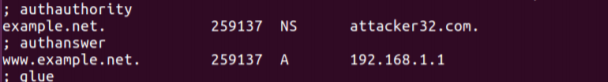 ; authauthority
example.net. 259137 NS attacker32.com.
; authanswer
www.example.net. 259137 A 192.168.1.1
; glue